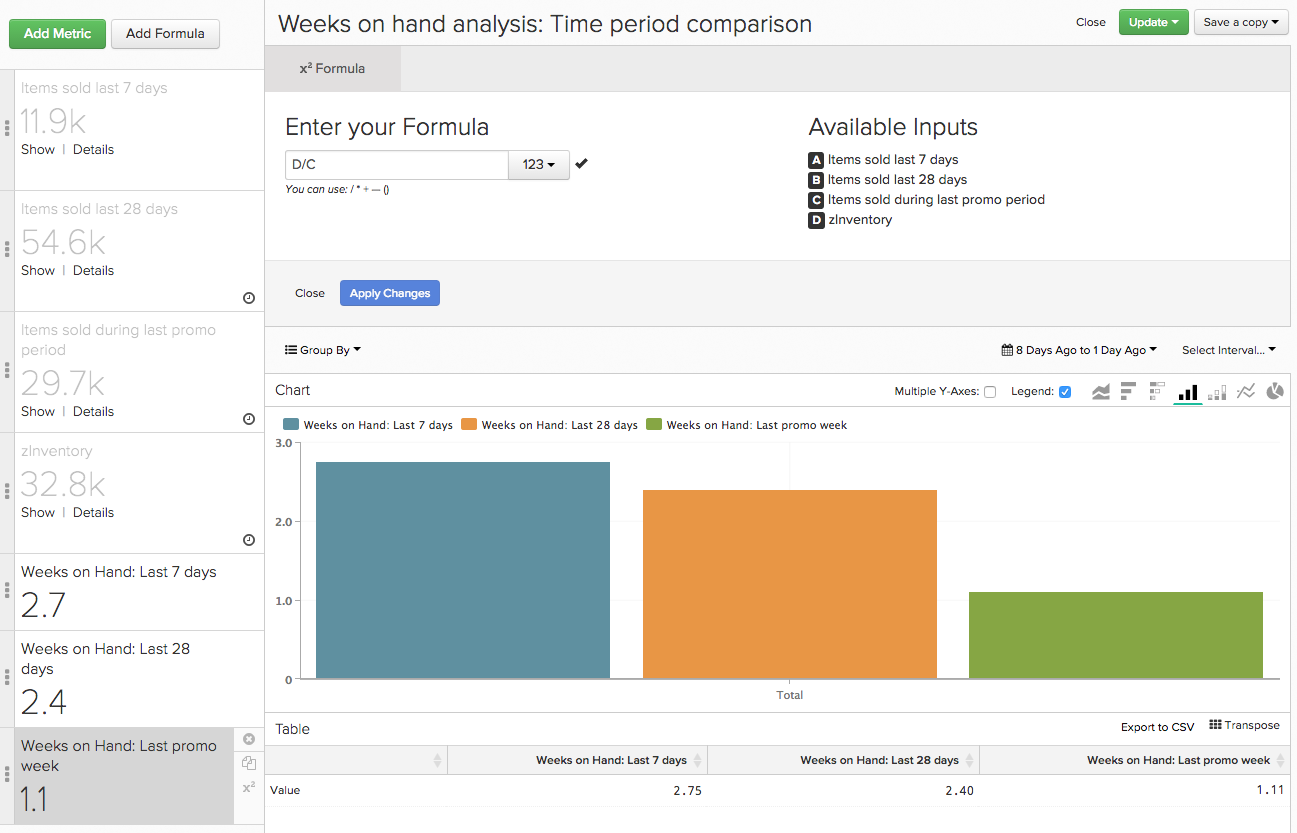 Add Metric
Add Formula
Items sold last 7 days
11.9k
Show | Details
Items sold last 28 days
54.6k
Show | Details
Items sold during last promo
period
29.7k
Show | Details
zInventory
32.8k
Show | Details
Weeks on Hand: Last 7 days
2.7
Weeks on Hand: Last 28
days
2.4
Weeks on Hand: Last promo
week
1.1
x²
Weeks on hand analysis: Time period comparison
Close
Update
Save a copy
x² Formula
Enter your Formula
D/C
123
You can use: / * + — ()
Available Inputs
A Items sold last 7 days
B Items sold last 28 days
C Items sold during last promo period
D zInventory
Close
Apply Changes
Group By
8 Days Ago to 1 Day Ago
Select Interval...
Chart
Multiple Y-Axes:
Legend:
Weeks on Hand: Last 7 days
Weeks on Hand: Last 28 days
Weeks on Hand: Last promo week
3.0
2.0
1.0
0
Total
Table
Export to CSV
Transpose
Weeks on Hand: Last 7 days
Weeks on Hand: Last 28 days
Weeks on Hand: Last promo week
Value
2.75
2.40
1.11